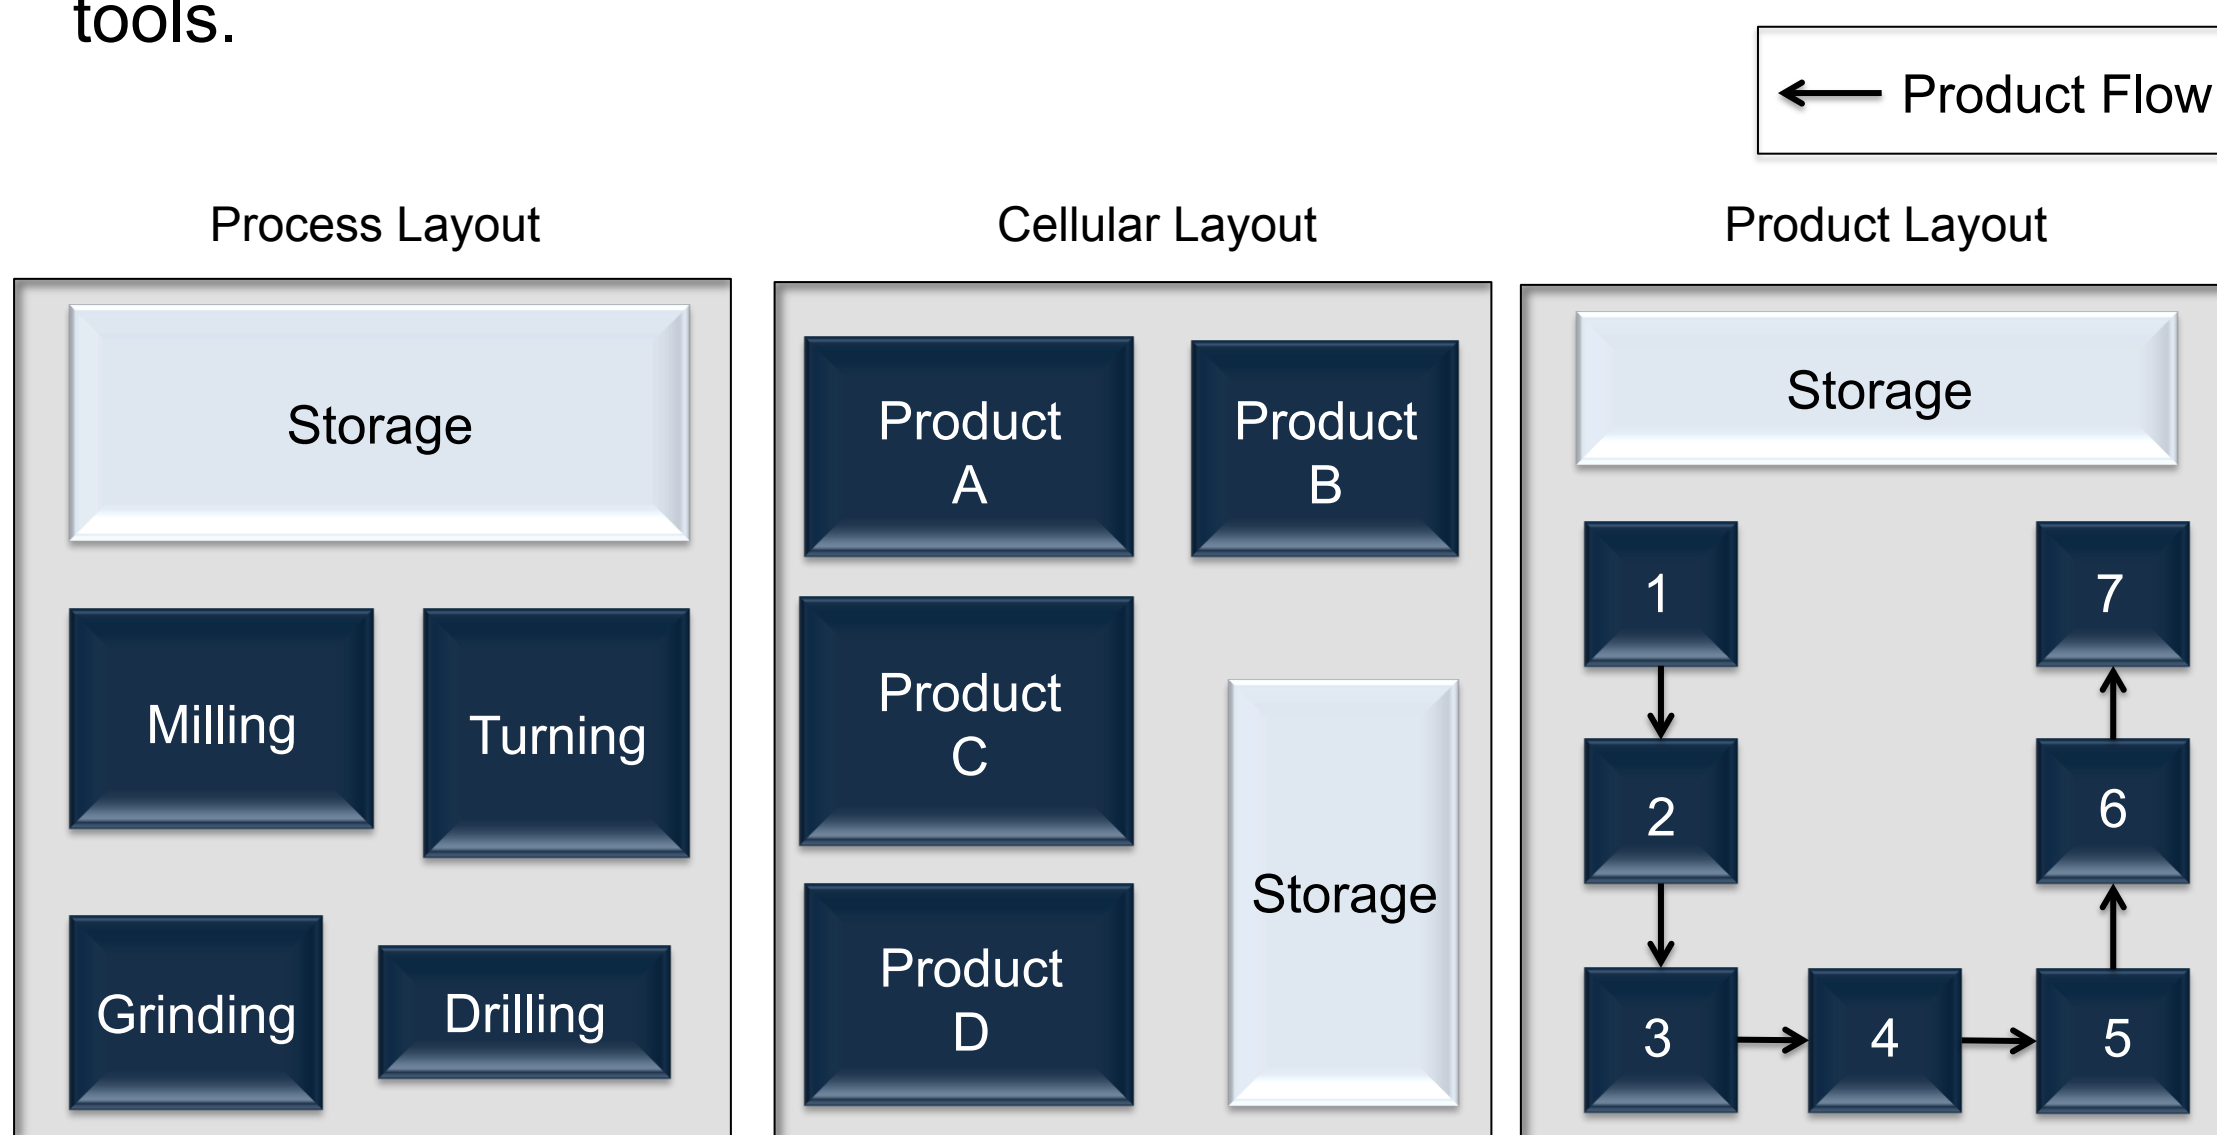 tools.
Product Flow
Process Layout
Storage
Milling
Turning
Grinding
Drilling
Cellular Layout
Product
A
Product
B
Product
C
Product
D
Storage
Product Layout
Storage
1
2
3
4
5
6
7